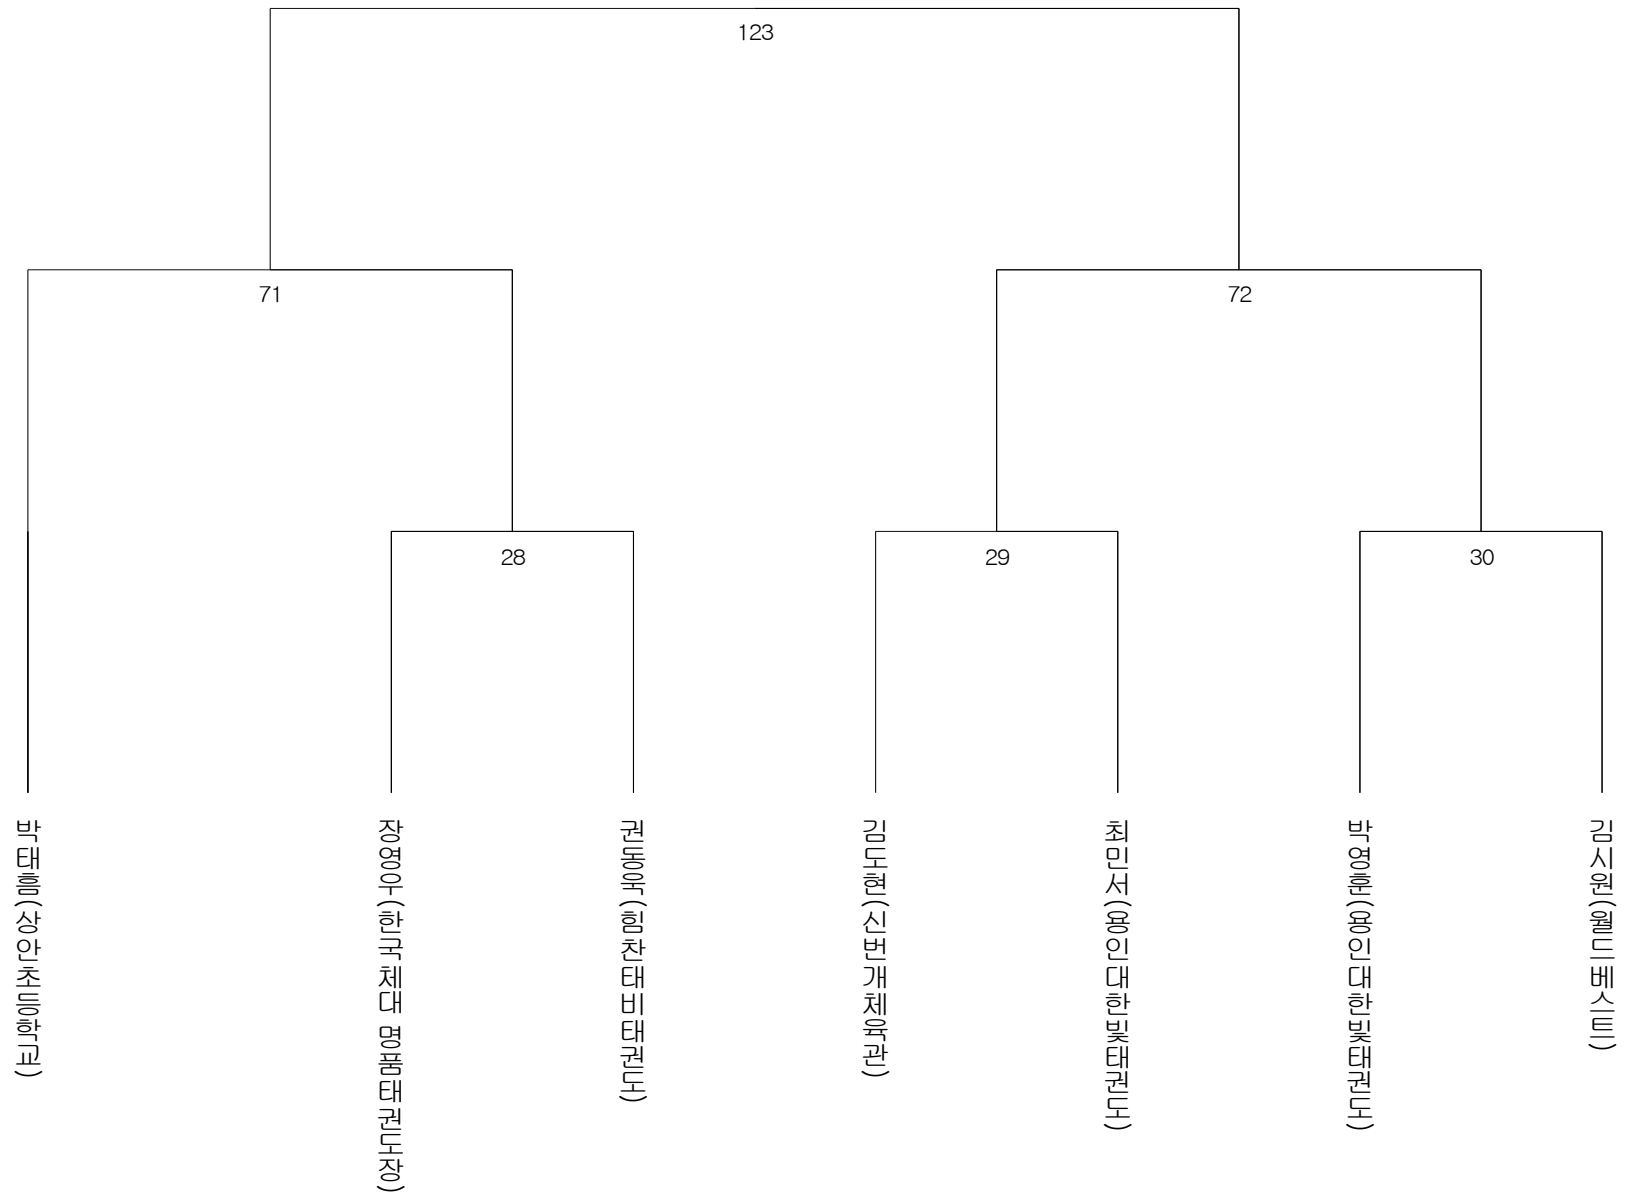 123
71
72
28
29
30
박태흠(상안초등학교)
장영우(한국체대 명품태권도장)
권동욱(힘찬태비태권도)
김도현(신번개체육관)
최민서(용인대한빛태권도)
박영훈(용인대한빛태권도)
김시원(월드베스트)